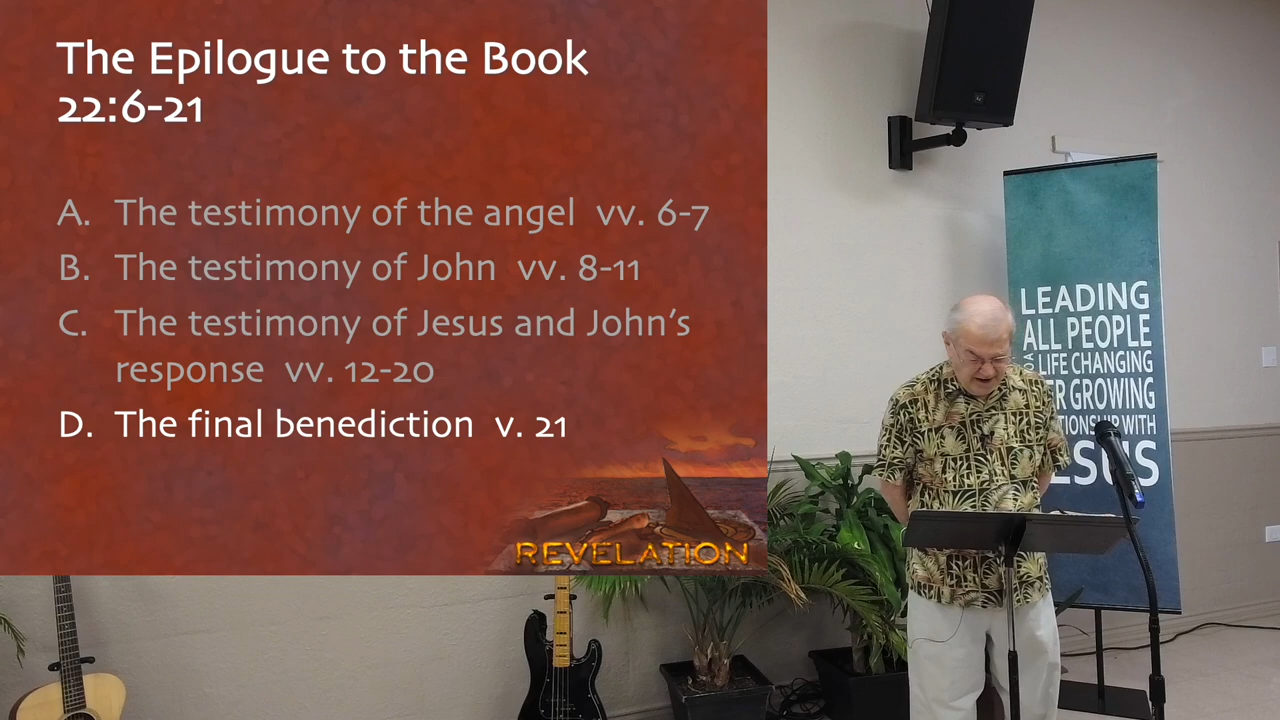 The Epilogue to the Book
22:6-21
A. The testimony of the angel vv. 6-7
B. The testimony of John vv. 8-11
C. The testimony of Jesus and John's
response vv. 12-20
D. The final benediction v. 21
REVELATION
LEADING
ALL PEOPLE
LIFE CHANGING
GROWING
WITH